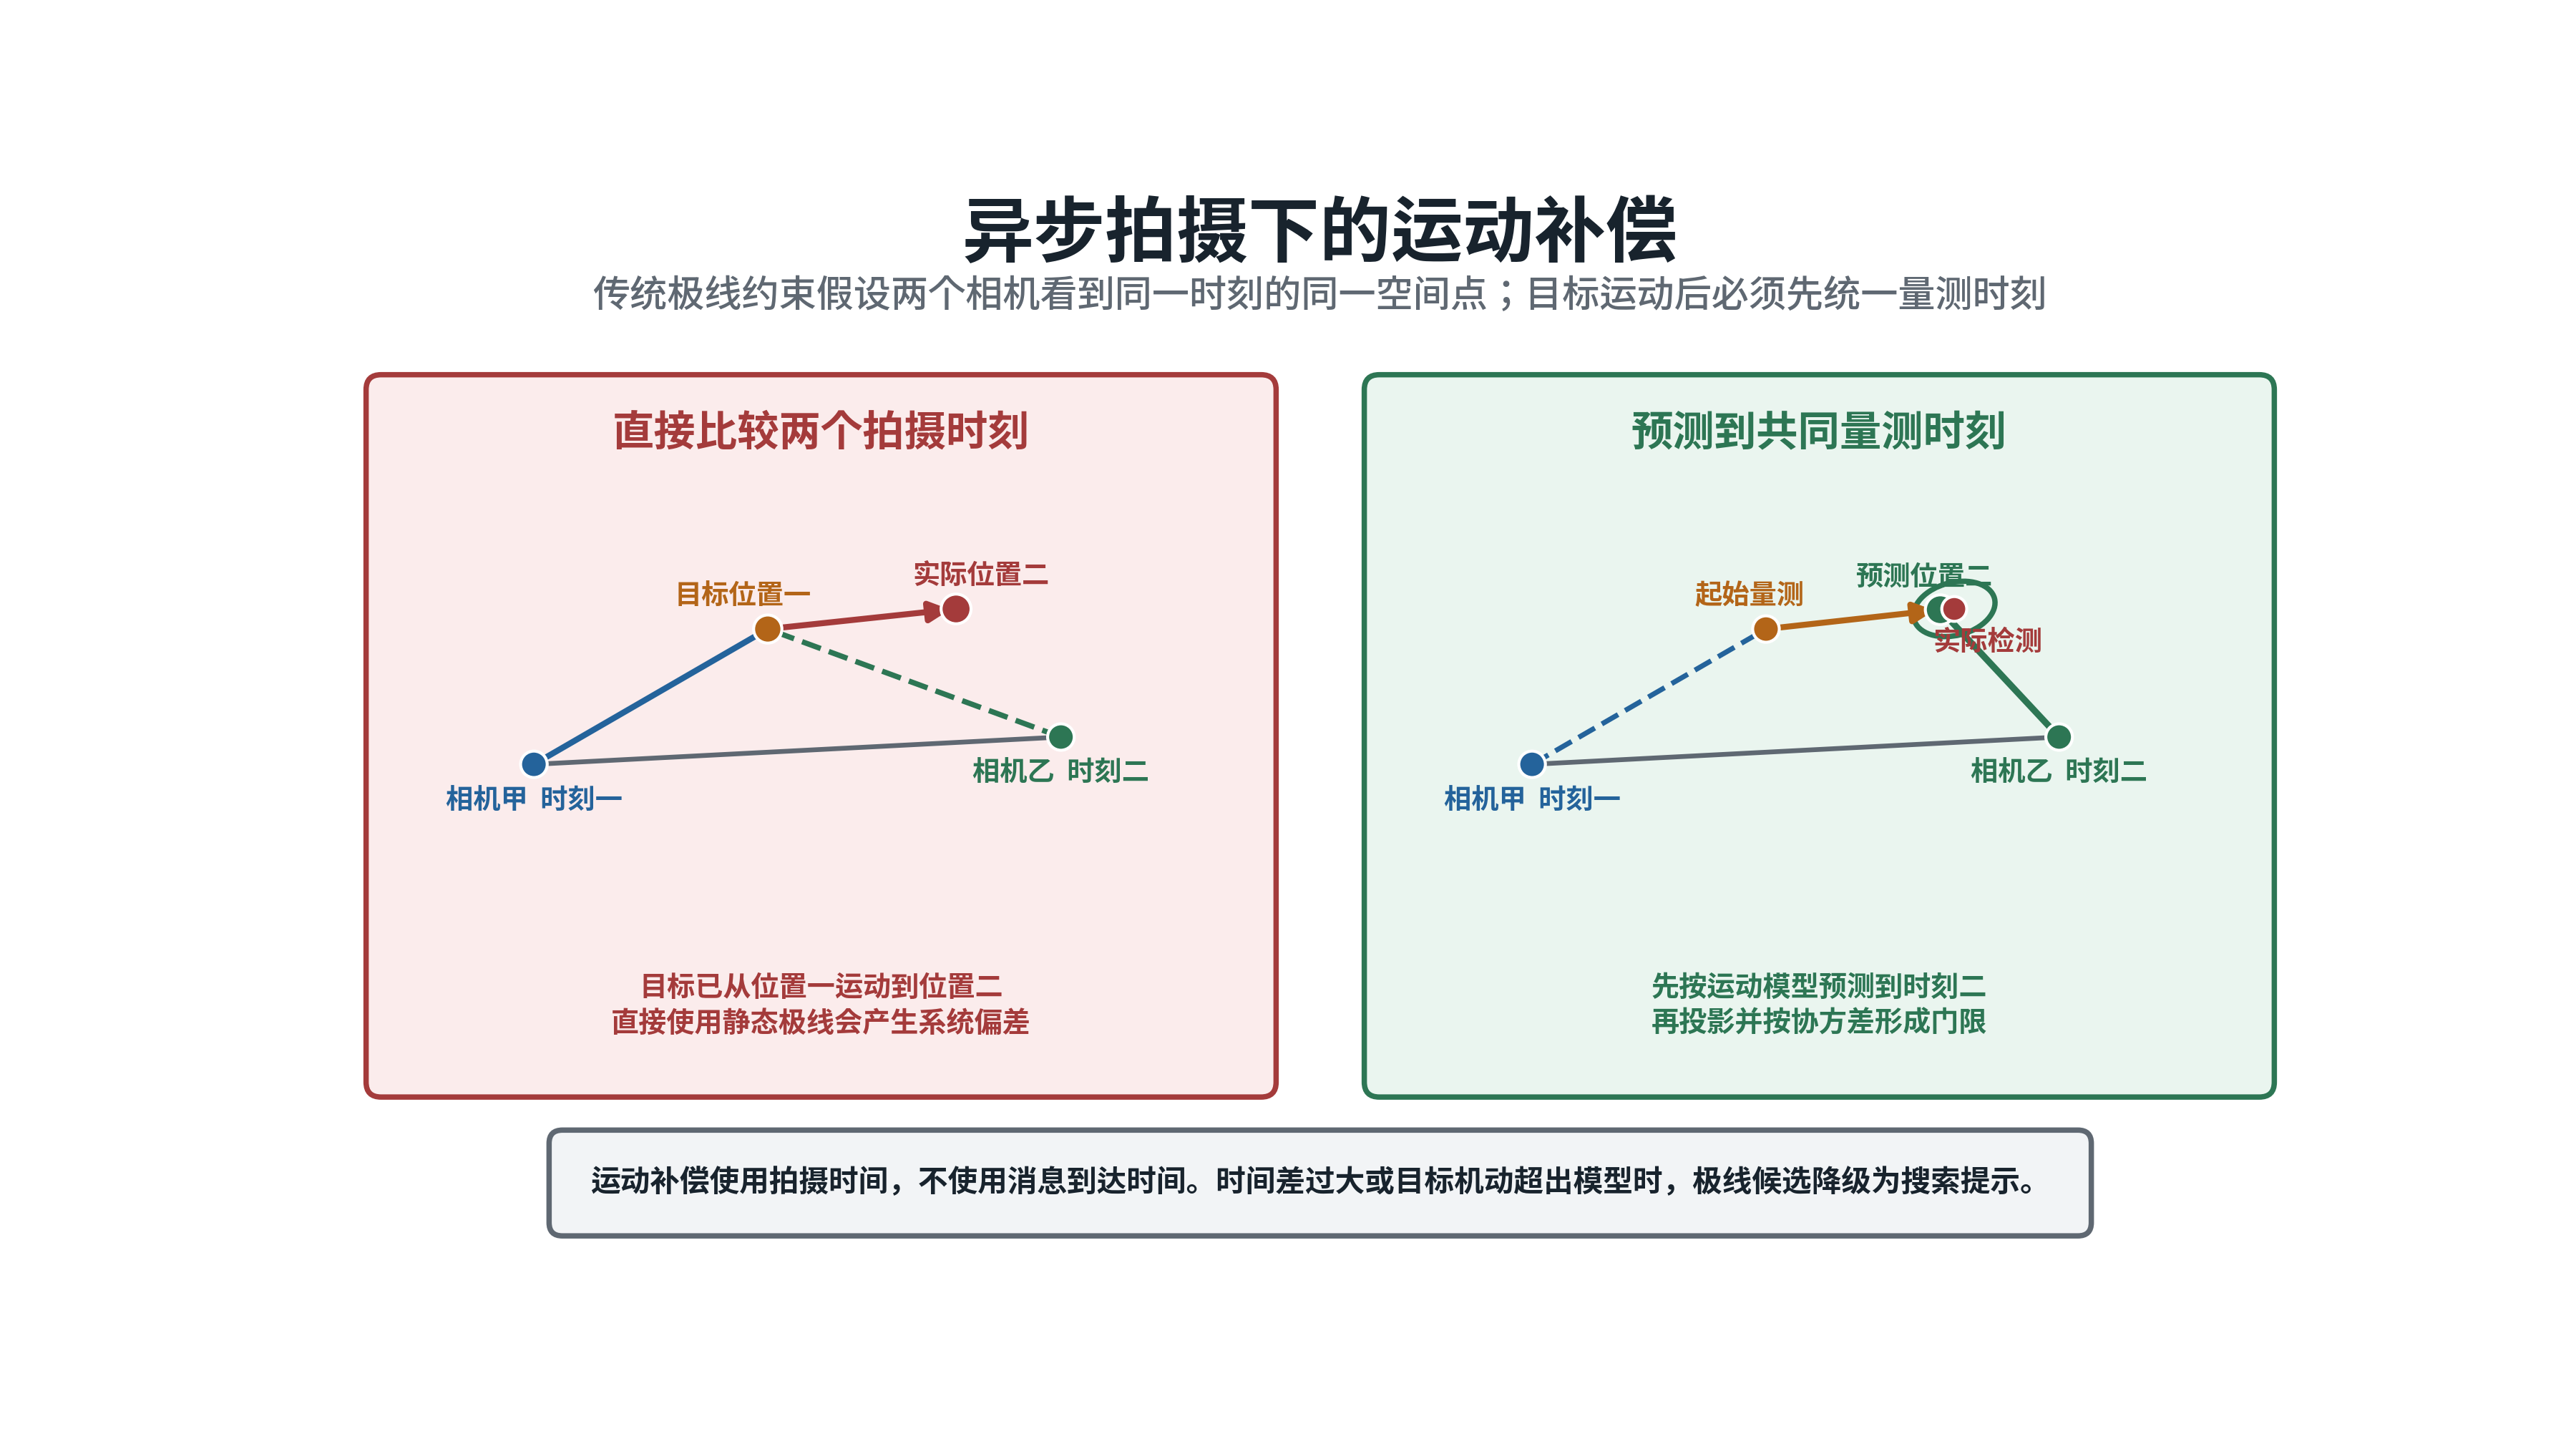 异步拍摄下的运动补偿
传统极线约束假设两个相机看到同一时刻的同一空间点；目标运动后必须先统一量测时刻
直接比较两个拍摄时刻
目标位置一
实际位置二
相机甲 时刻一
相机乙 时刻二
目标已从位置一运动到位置二
直接使用静态极线会产生系统偏差
预测到共同量测时刻
起始量测
预测位置二
实际检测
相机甲 时刻一
相机乙 时刻二
先按运动模型预测到时刻二
再投影并按协方差形成门限
运动补偿使用拍摄时间，不使用消息到达时间。时间差过大或目标机动超出模型时，极线候选降级为搜索提示。